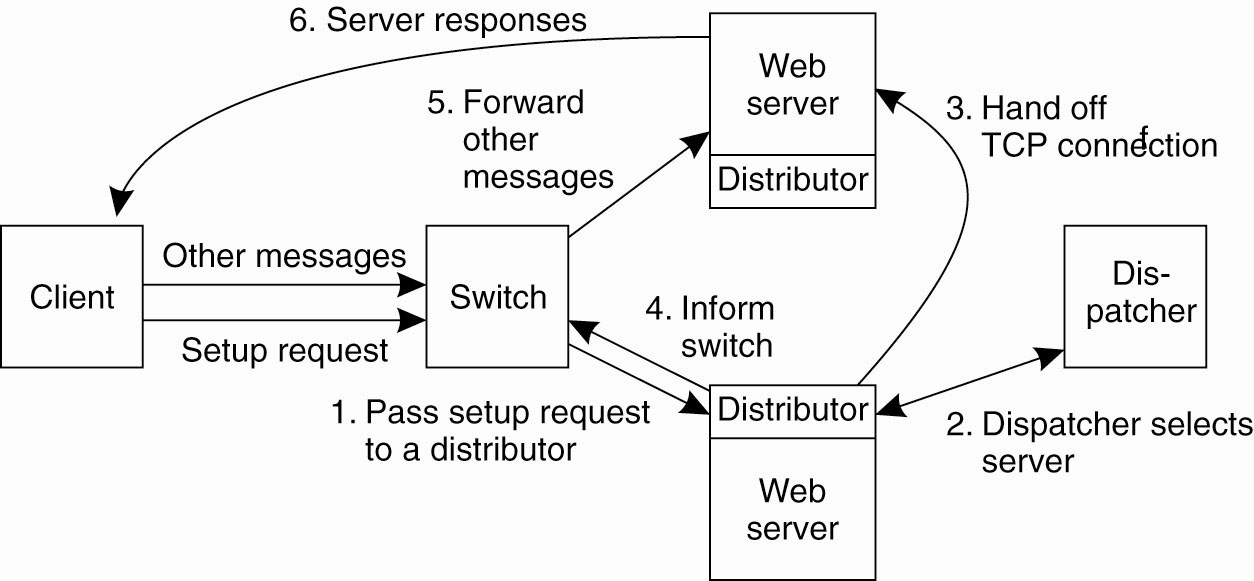 6. Server responses
Web
server
Distributor
5. Forward
other
messages
3. Hand off
TCP connection
f
Client
Other messages
Setup request
Switch
4. Inform
switch
Dis-
patcher
1. Pass setup request
to a distributor
Distributor
Web
server
2. Dispatcher selects
server